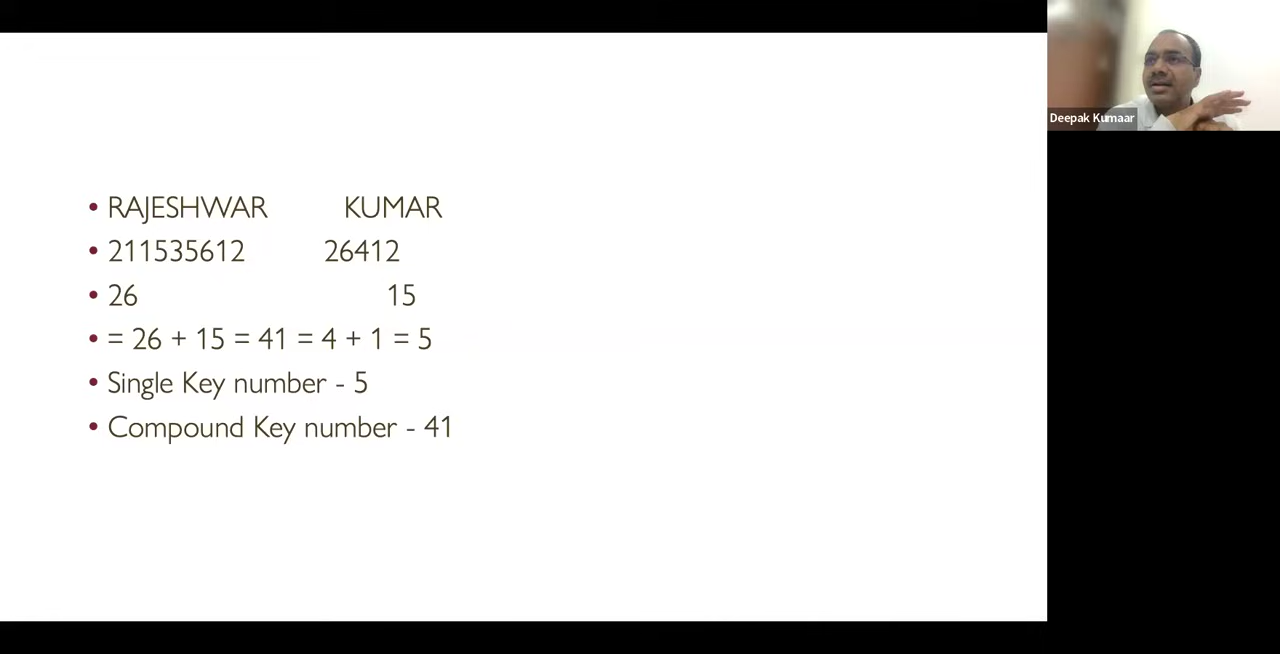 • RAJESHWAR KUMAR
• 211535612 26412
• 26 15
• = 26 + 15 = 41 = 4 + 1 = 5
• Single Key number - 5
• Compound Key number - 41
Deepak Kumaar